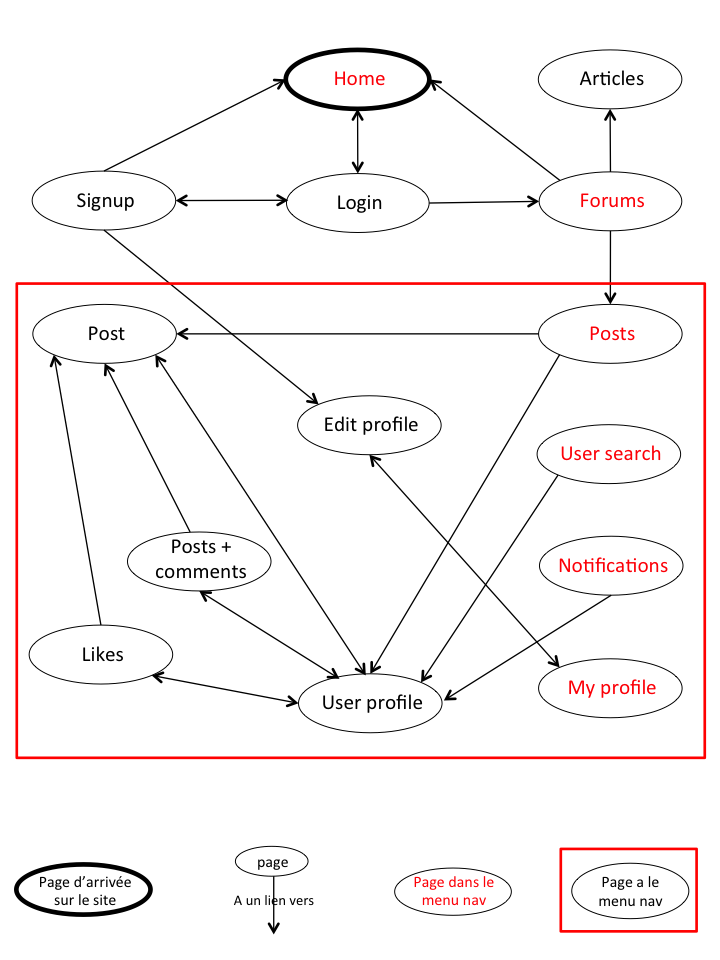 Home
Articles
Signup
Login
Forums
Post
Posts
Edit profile
User search
Posts +
comments
Notifications
Likes
User profile
My profile
Page d'arrivée
sur le site
page
A un lien vers
Page dans le
menu nav
Page a le
menu nav